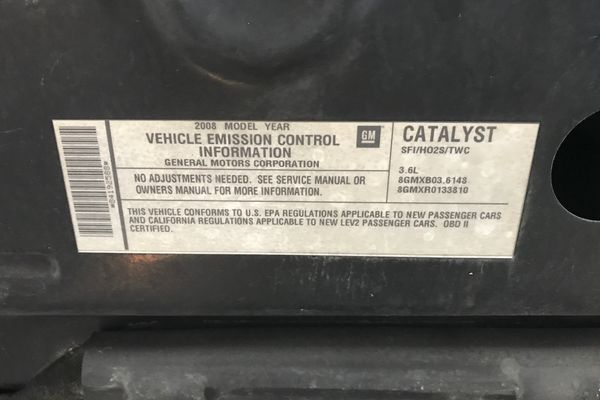 2008 MODEL YEAR
VEHICLE EMISSION CONTROL
INFORMATION
GENERAL MOTORS CORPORATION
NO ADJUSTMENTS NEEDED. SEE SERVICE MANUAL OR
OWNERS MANUAL FOR MORE INFORMATION.
GM
CATALYST
SFI/HO2S/TWC
3.6L
8GMXB03.6148
8GMXR0133810
THIS VEHICLE CONFORMS TO U.S. EPA REGULATIONS APPLICABLE TO NEW PASSENGER CARS
AND CALIFORNIA REGULATIONS APPLICABLE TO NEW LEV2 PASSENGER CARS. OBD II
CERTIFIED.